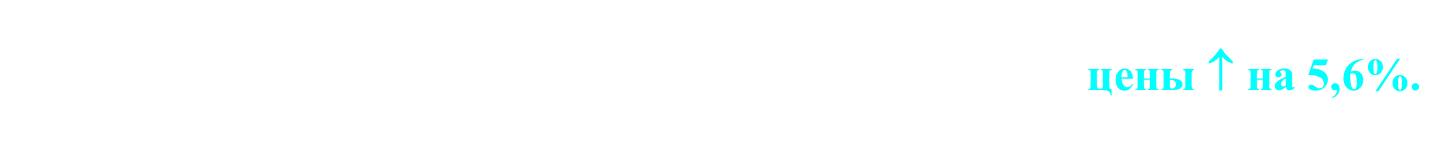 цены ↑ на 5,6%.